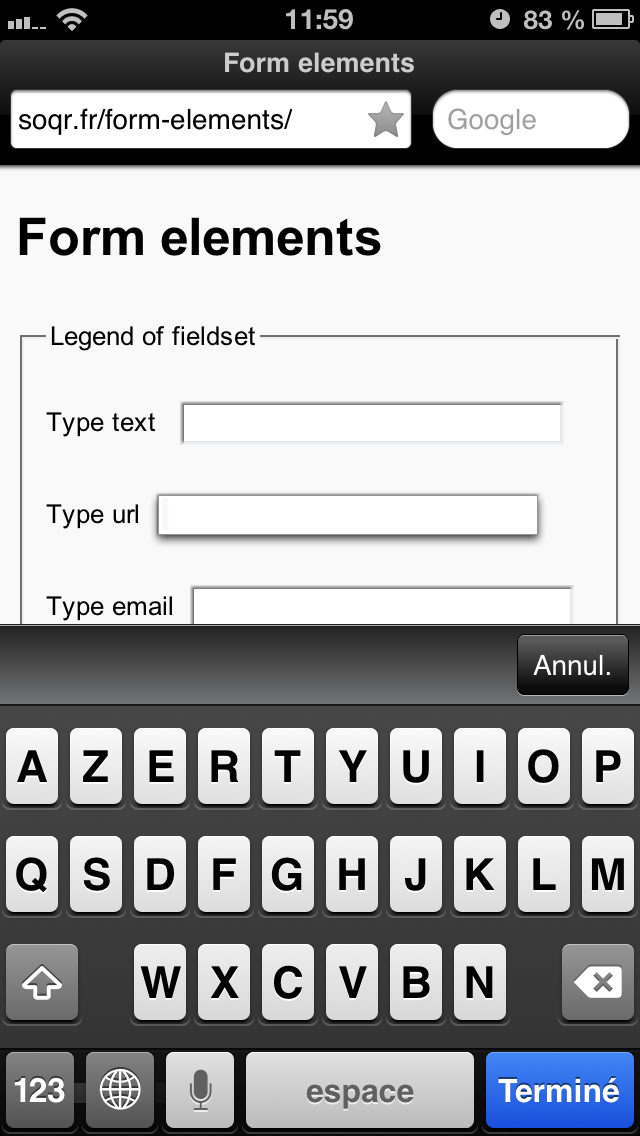 11:59 83 %
Form elements
soqr.fr/form-elements/ Google
Form elements
Legend of fieldset
Type text
Type url
Type email
Annul.
A Z E R T Y U I O P
Q S D F G H J K L M
W X C V B N
123 espace Terminé